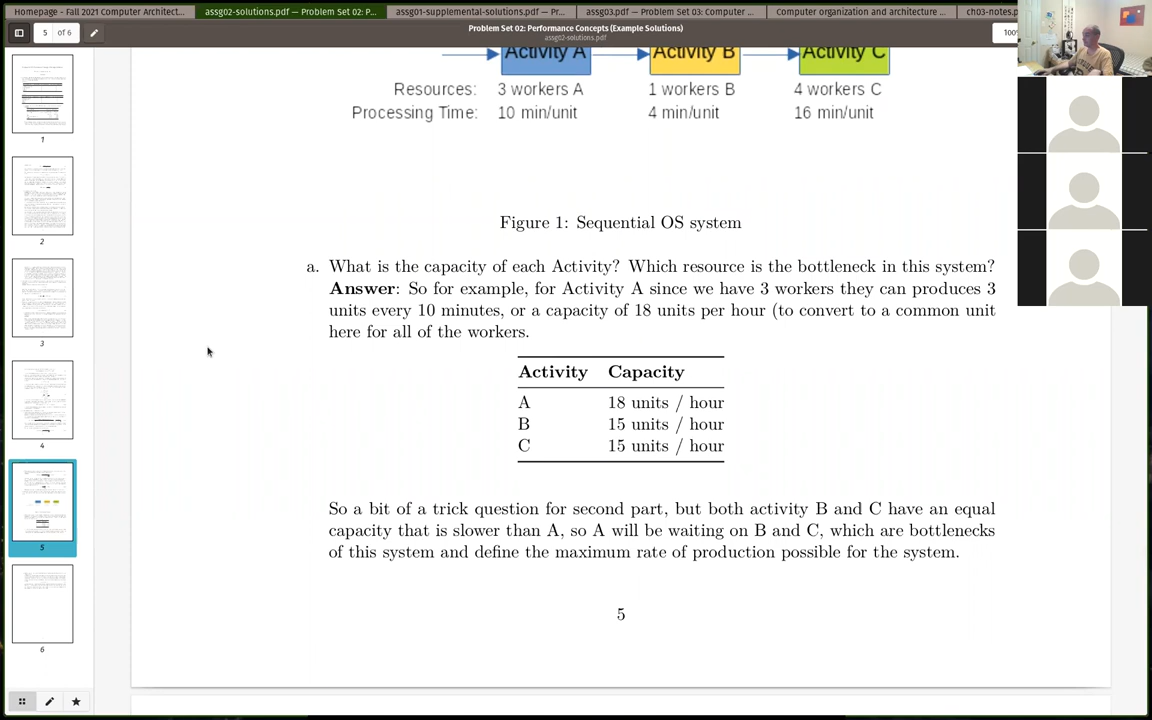 Homepage - Fall 2021 Computer Architect... assg02-solutions.pdf — Problem Set 02: P... assg01-supplemental-solutions.pdf — Pr... assg03.pdf — Problem Set 03: Computer ... Computer organization and architecture ... ch03-notes.p
5 of 6 Problem Set 02: Performance Concepts (Example Solutions) 100%
assg02-solutions.pdf
Activity A Activity B Activity C
Resources: 3 workers A 1 workers B 4 workers C
Processing Time: 10 min/unit 4 min/unit 16 min/unit
Figure 1: Sequential OS system
a. What is the capacity of each Activity? Which resource is the bottleneck in this system?
Answer: So for example, for Activity A since we have 3 workers they can produces 3
units every 10 minutes, or a capacity of 18 units per hour (to convert to a common unit
here for all of the workers.
Activity Capacity
A 18 units / hour
B 15 units / hour
C 15 units / hour
So a bit of a trick question for second part, but both activity B and C have an equal
capacity that is slower than A, so A will be waiting on B and C, which are bottlenecks
of this system and define the maximum rate of production possible for the system.
5
1
2
3
4
5
6